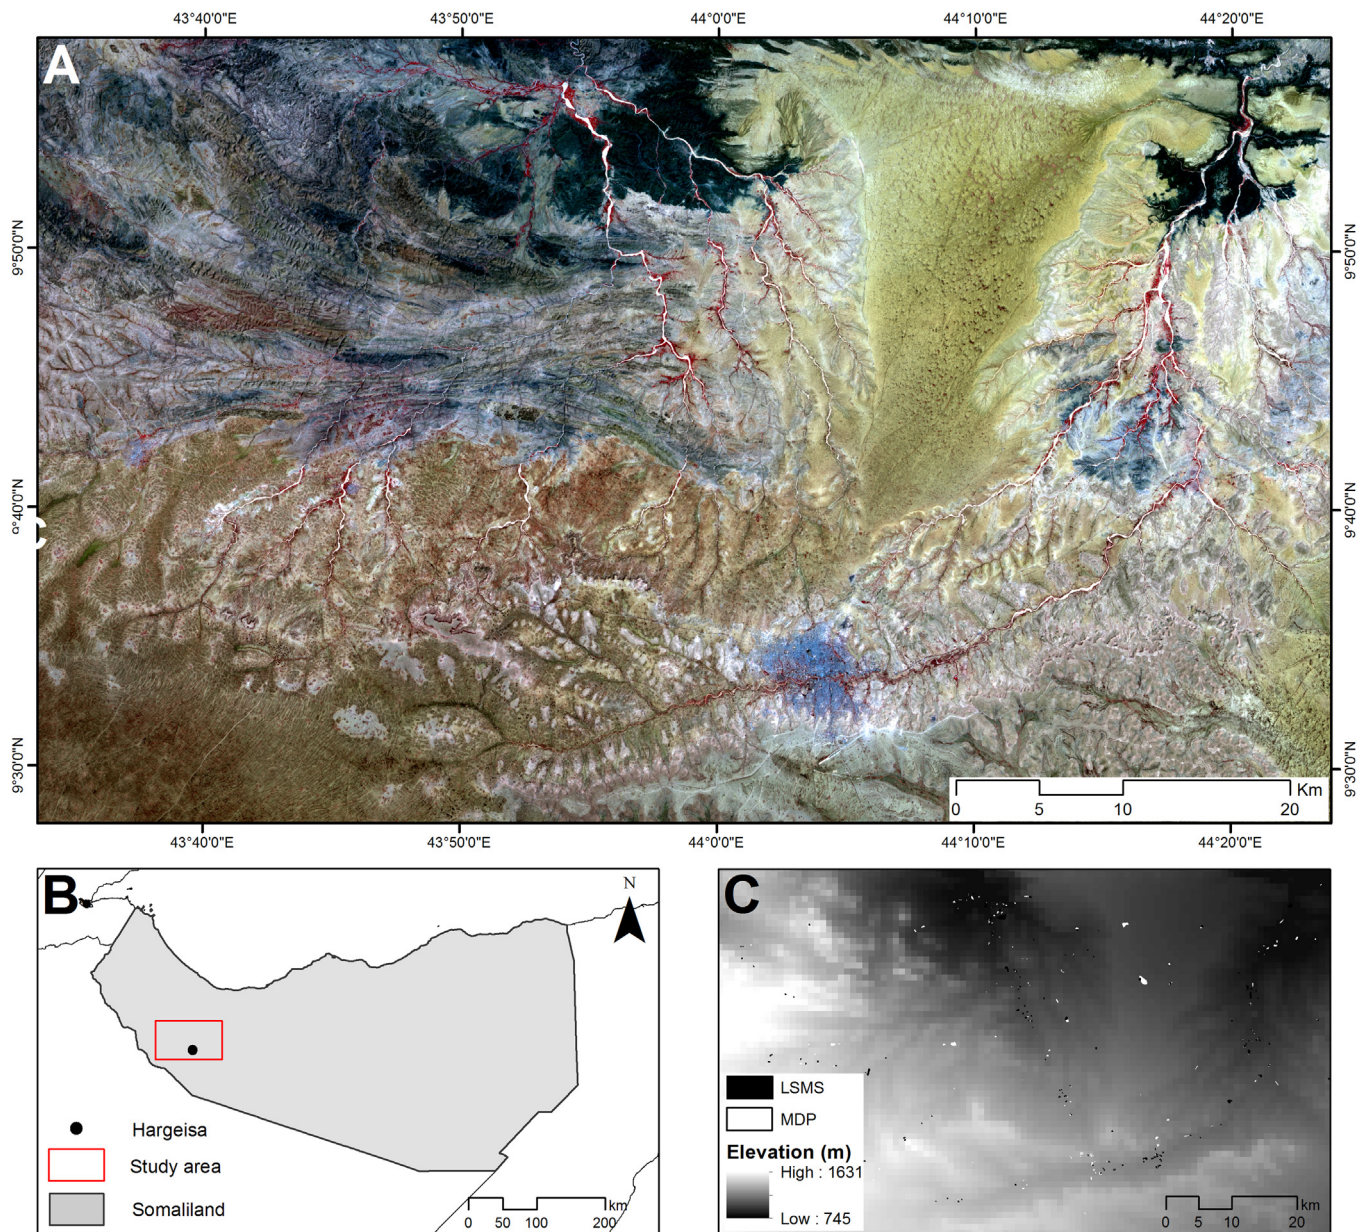 43°40'0"E 43°50'0"E 44°0'0"E 44°10'0"E 44°20'0"E
A
9°50'0"N 9°50'0"N
9°40'0"N 9°40'0"N
C
9°30'0"N 9°30'0"N
Km
0 5 10 20
43°40'0"E 43°50'0"E 44°0'0"E 44°10'0"E 44°20'0"E
B
N
Hargeisa
Study area
Somaliland
km
0 50 100 200
C
LSMS
MDP
Elevation (m)
High : 1631
Low : 745
km
0 5 10 20